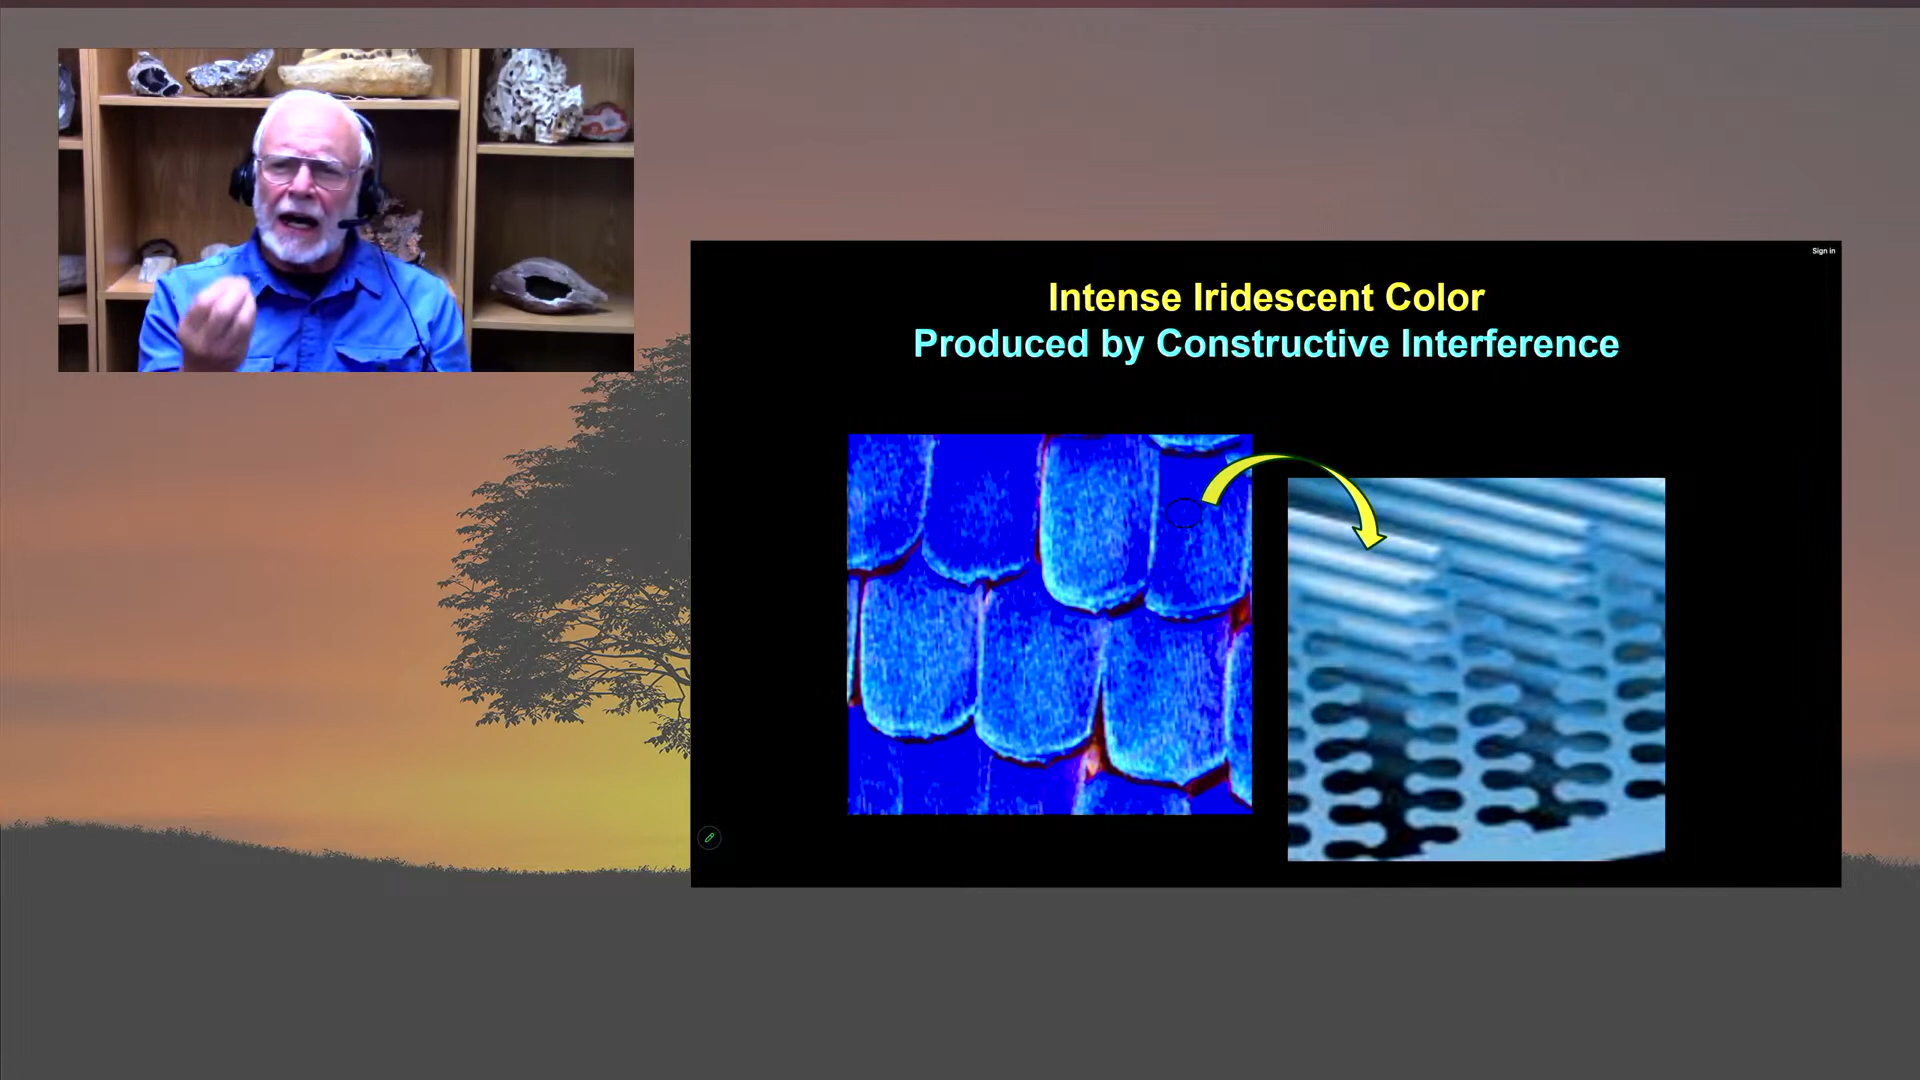 Sign in
Intense Iridescent Color
Produced by Constructive Interference